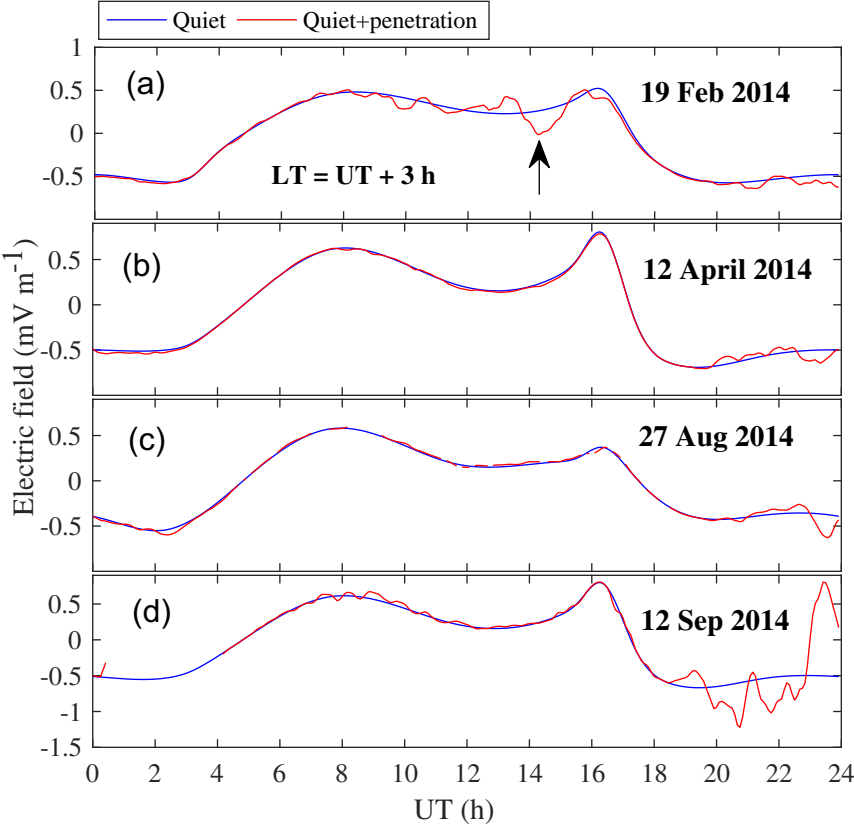 Quiet Quiet+penetration
1
(a)
19 Feb 2014
0.5
0
LT = UT + 3 h
-0.5
(b)
12 April 2014
0.5
0
-0.5
Electric field (mV m⁻¹)
(c)
27 Aug 2014
0.5
0
-0.5
(d)
12 Sep 2014
0.5
0
-0.5
-1
-1.5
0 2 4 6 8 10 12 14 16 18 20 22 24
UT (h)